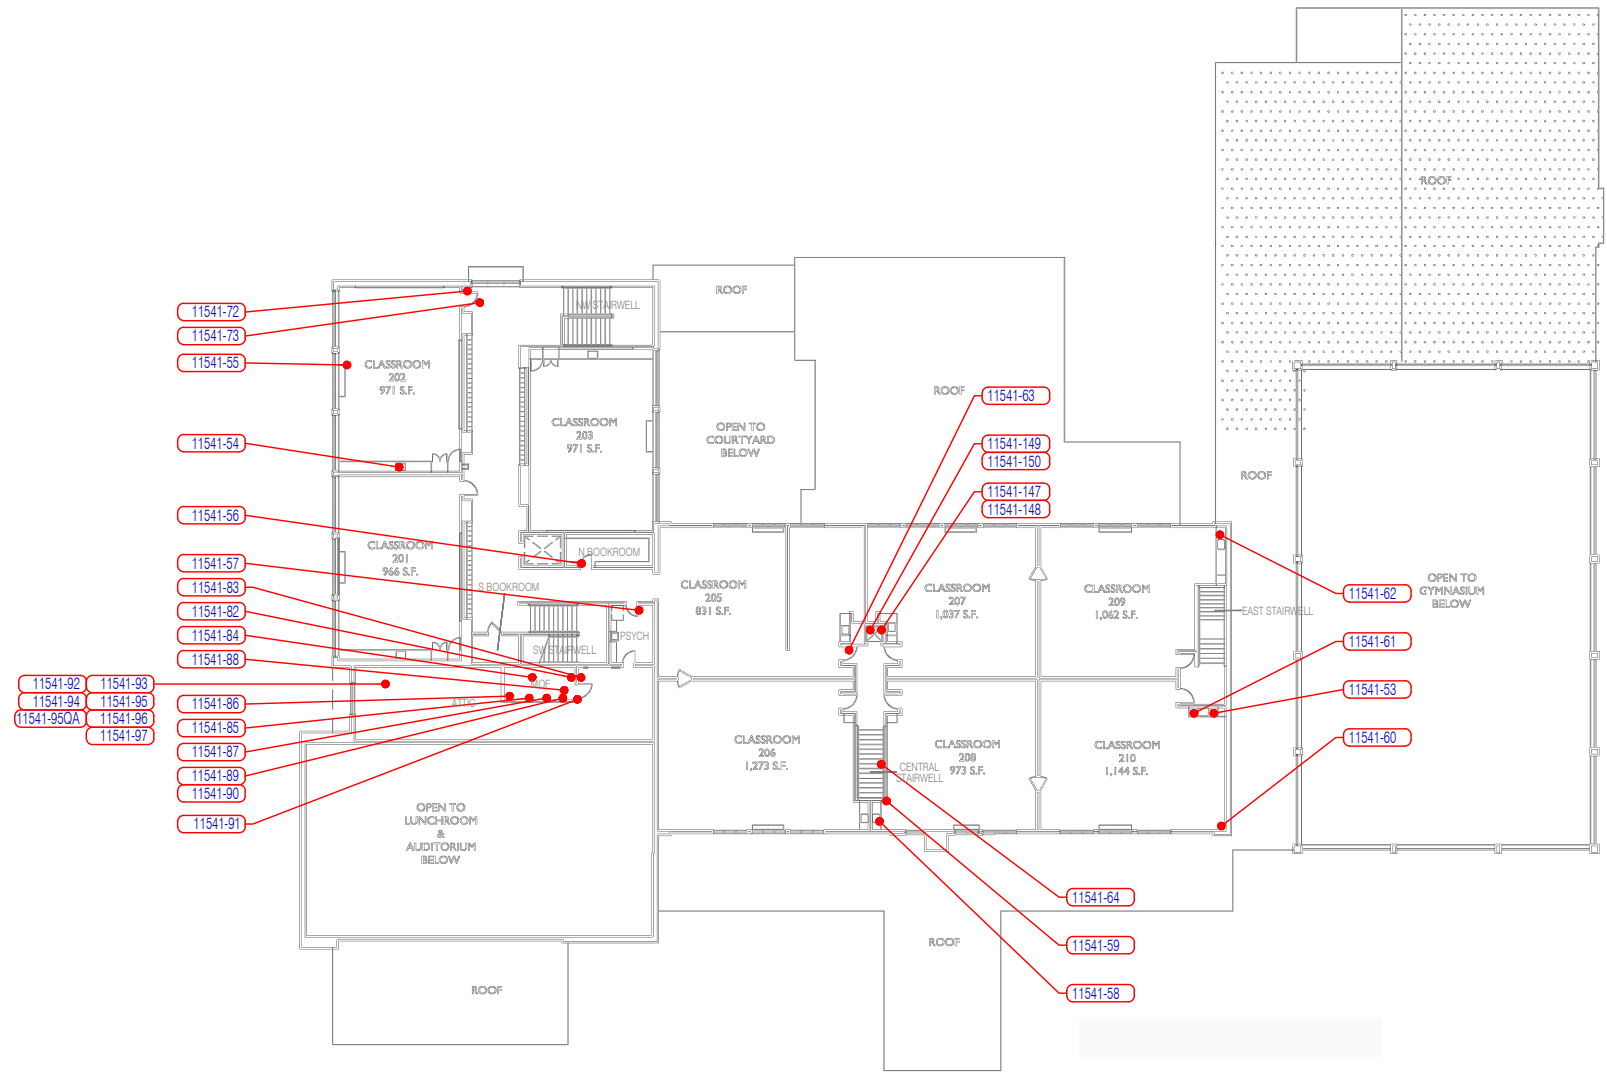 ROOF
ROOF
NW STAIRWELL
11541-72
11541-73
11541-55
CLASSROOM
202
971 S.F.
ROOF
11541-63
CLASSROOM
203
971 S.F.
OPEN TO
COURTYARD
BELOW
11541-54
11541-149
11541-150
ROOF
11541-147
11541-148
11541-56
N.BOOKROOM
CLASSROOM
201
966 S.F.
11541-57
11541-83
11541-82
11541-84
11541-88
S.BOOKROOM
CLASSROOM
205
831 S.F.
CLASSROOM
207
1,037 S.F.
CLASSROOM
209
1,062 S.F.
OPEN TO
GYMNASIUM
BELOW
11541-62
EAST STAIRWELL
PSYCH
SW STAIRWELL
11541-61
11541-53
11541-92
11541-93
11541-94
11541-95
11541-95QA
11541-96
11541-97
ATTIC
11541-86
11541-85
11541-87
11541-89
11541-90
11541-91
CLASSROOM
206
1,273 S.F.
CLASSROOM
208
973 S.F.
CENTRAL
STAIRWELL
CLASSROOM
210
1,144 S.F.
11541-60
OPEN TO
LUNCHROOM
&
AUDITORIUM
BELOW
11541-64
11541-59
11541-58
ROOF
ROOF